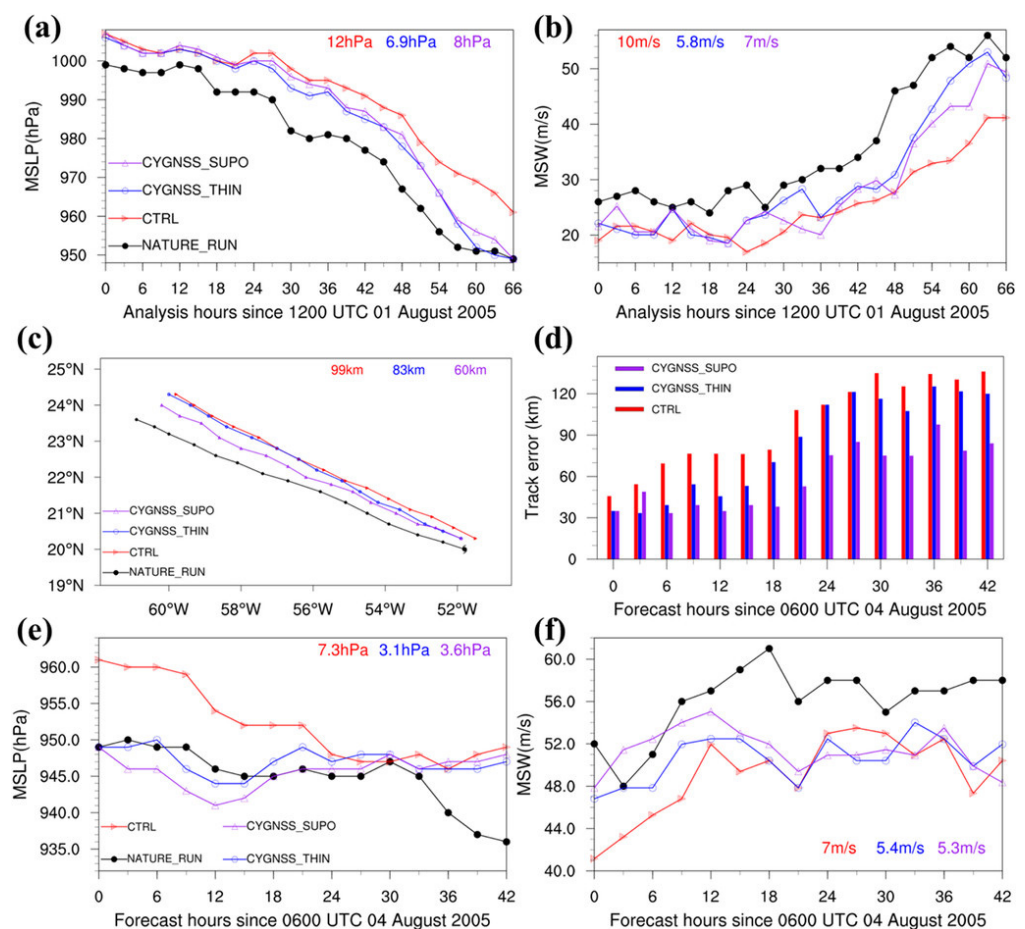 (a)
12hPa 6.9hPa 8hPa
1000
990
980
970
960
950
MSLP(hPa)
CYGNSS_SUPO
CYGNSS_THIN
CTRL
NATURE_RUN
0 6 12 18 24 30 36 42 48 54 60 66
Analysis hours since 1200 UTC 01 August 2005
(b)
10m/s 5.8m/s 7m/s
50
40
30
20
MSW(m/s)
0 6 12 18 24 30 36 42 48 54 60 66
Analysis hours since 1200 UTC 01 August 2005
(c)
99km 83km 60km
25°N
24°N
23°N
22°N
21°N
20°N
19°N
CYGNSS_SUPO
CYGNSS_THIN
CTRL
NATURE_RUN
60°W 58°W 56°W 54°W 52°W
(d)
CYGNSS_SUPO
CYGNSS_THIN
CTRL
120
90
60
30
0
Track error (km)
0 6 12 18 24 30 36 42
Forecast hours since 0600 UTC 04 August 2005
(e)
7.3hPa 3.1hPa 3.6hPa
960.0
955.0
950.0
945.0
940.0
935.0
MSLP(hPa)
CTRL CYGNSS_SUPO
NATURE_RUN CYGNSS_THIN
0 6 12 18 24 30 36 42
Forecast hours since 0600 UTC 04 August 2005
(f)
60.0
56.0
52.0
48.0
44.0
40.0
MSW(m/s)
7m/s 5.4m/s 5.3m/s
0 6 12 18 24 30 36 42
Forecast hours since 0600 UTC 04 August 2005